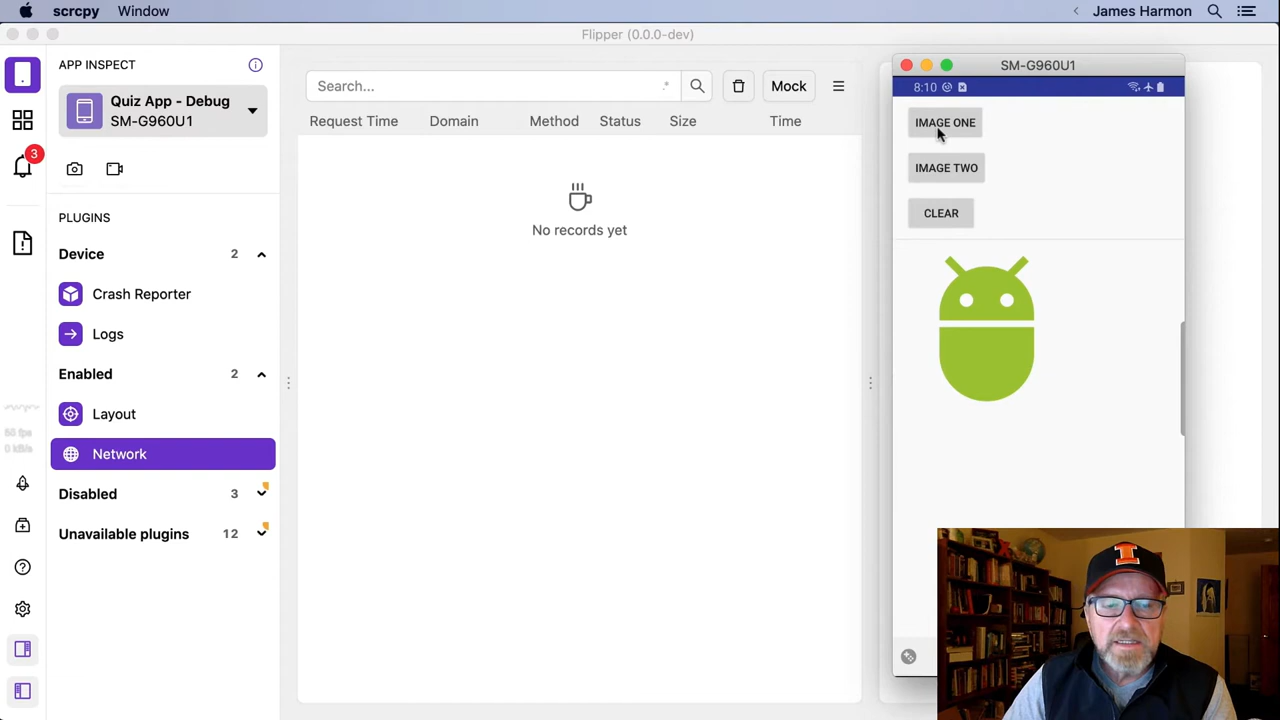 scrcpy Window James Harmon
Flipper (0.0.0-dev)
APP INSPECT
Quiz App - Debug
SM-G960U1
3
PLUGINS
Device 2
Crash Reporter
Logs
Enabled 2
Layout
Network
Disabled 3
Unavailable plugins 12
Search... .* Mock
Request Time Domain Method Status Size Time
No records yet
SM-G960U1
8:10
IMAGE ONE
IMAGE TWO
CLEAR
0 kB/s
I